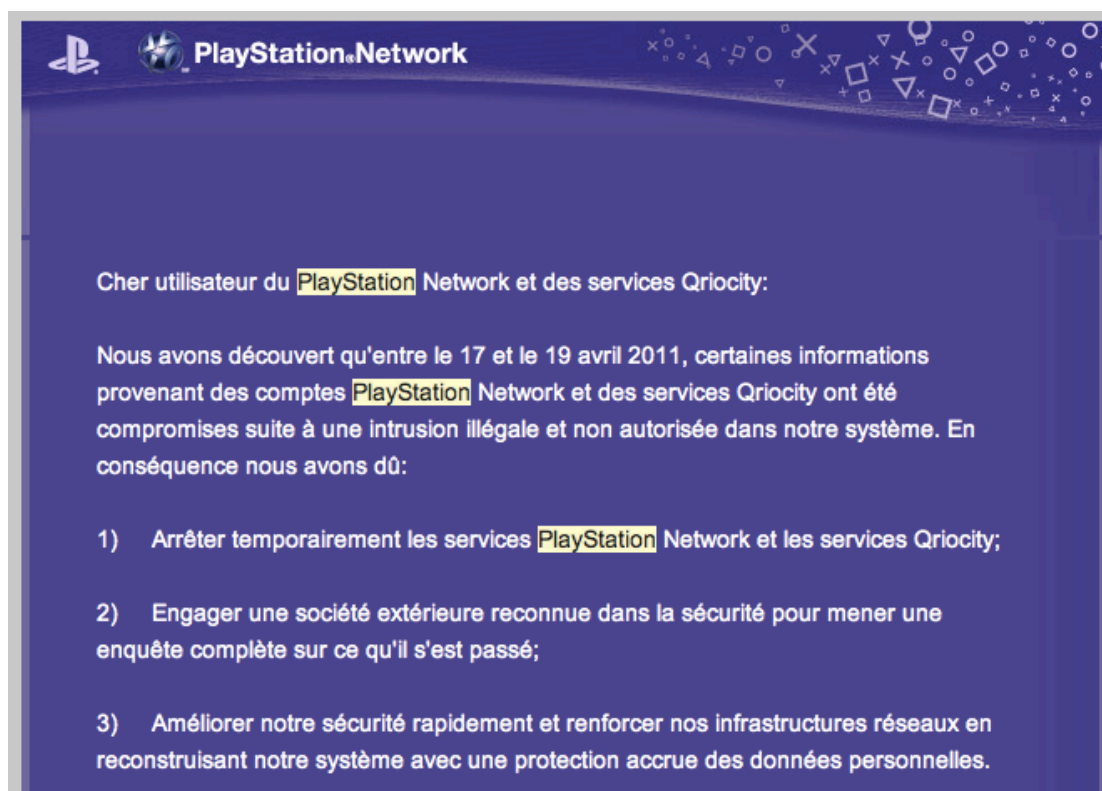 PlayStation®Network
Cher utilisateur du PlayStation Network et des services Qriocity:
Nous avons découvert qu'entre le 17 et le 19 avril 2011, certaines informations
provenant des comptes PlayStation Network et des services Qriocity ont été
compromises suite à une intrusion illégale et non autorisée dans notre système. En
conséquence nous avons dû:
1) Arrêter temporairement les services PlayStation Network et les services Qriocity;
2) Engager une société extérieure reconnue dans la sécurité pour mener une
enquête complète sur ce qu'il s'est passé;
3) Améliorer notre sécurité rapidement et renforcer nos infrastructures réseaux en
reconstruisant notre système avec une protection accrue des données personnelles.